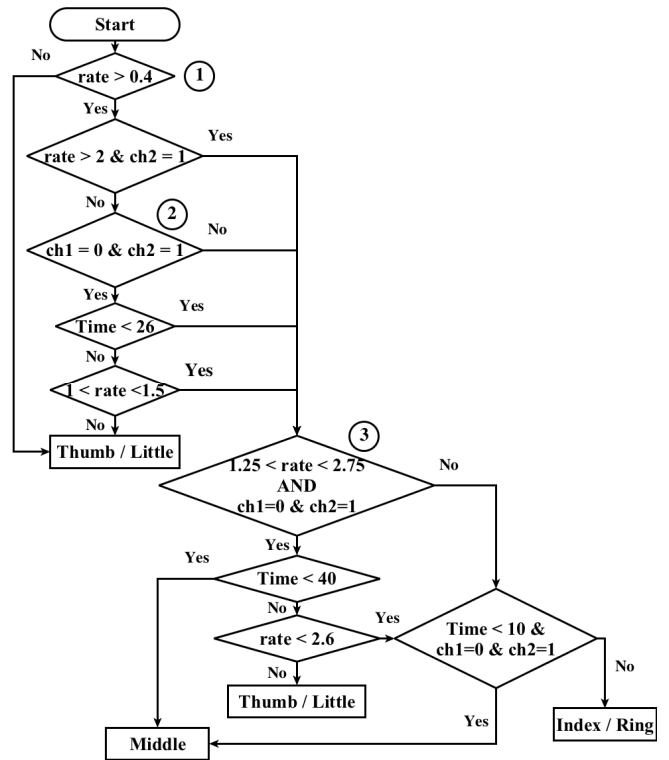 Start
No
rate > 0.4
1
Yes
Yes
rate > 2 & ch2 = 1
No
2
No
ch1 = 0 & ch2 = 1
Yes
Yes
Time < 26
No
Yes
1 < rate <1.5
No
3
Thumb / Little
1.25 < rate < 2.75
AND
ch1=0 & ch2=1
No
Yes
Yes
Time < 40
No
Yes
rate < 2.6
Time < 10 &
ch1=0 & ch2=1
No
No
Thumb / Little
Yes
Index / Ring
Middle